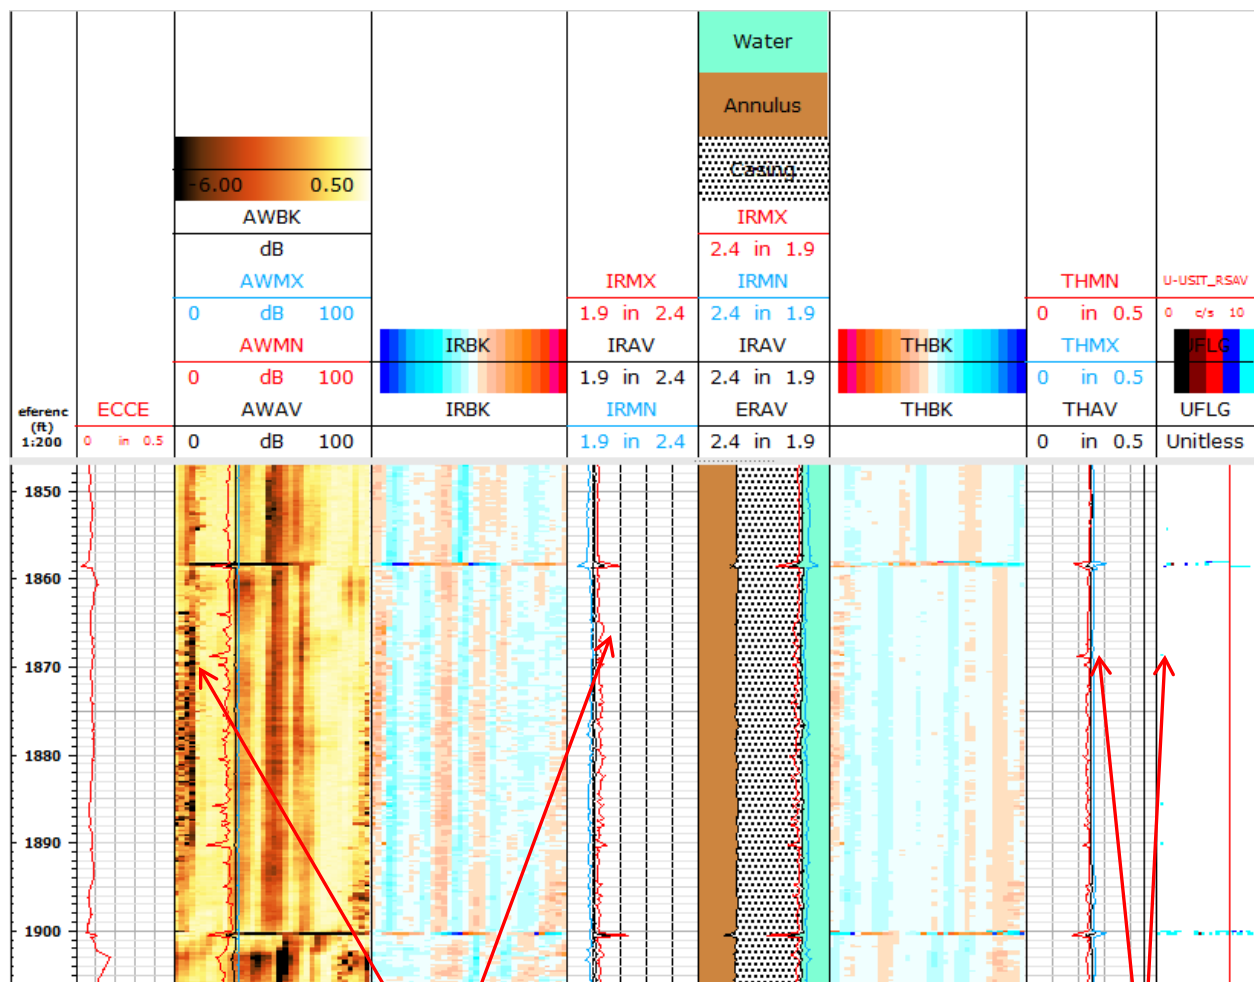 Water
Annulus
Casing
-6.00 0.50
AWBK
IRMX
dB
2.4 in 1.9
AWMX
IRMX
IRMN
THMN
U-USIT_RSAV
0 dB 100
1.9 in 2.4
2.4 in 1.9
0 in 0.5
0 c/s 10
AWMN
IRBK
IRAV
IRAV
THBK
THMX
UFLG
0 dB 100
1.9 in 2.4
2.4 in 1.9
0 in 0.5
eferenc
(ft)
1:200
ECCE
AWAV
IRBK
IRMN
ERAV
THBK
THAV
UFLG
0 in 0.5
0 dB 100
1.9 in 2.4
2.4 in 1.9
0 in 0.5
Unitless
1850
1860
1870
1880
1890
1900